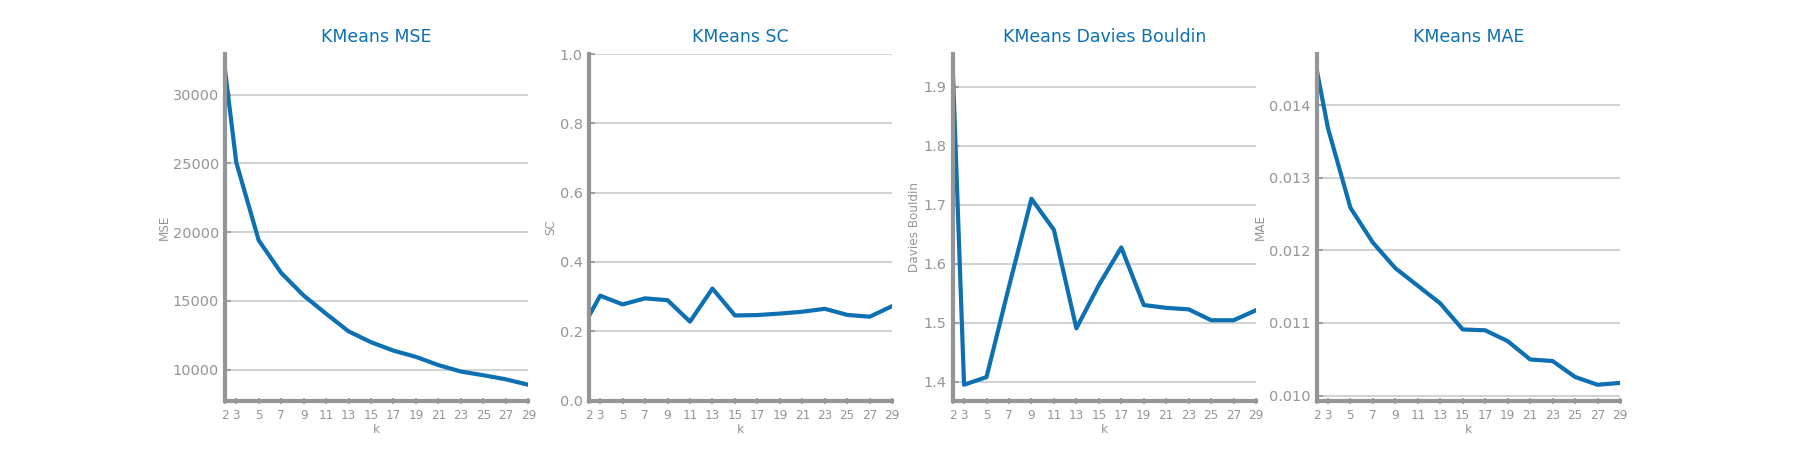 KMeans MSE
30000
25000
20000
15000
10000
MSE
2 3 5 7 9 11 13 15 17 19 21 23 25 27 29
k
KMeans SC
1.0
0.8
0.6
0.4
0.2
0.0
SC
2 3 5 7 9 11 13 15 17 19 21 23 25 27 29
k
KMeans Davies Bouldin
1.9
1.8
1.7
1.6
1.5
1.4
Davies Bouldin
2 3 5 7 9 11 13 15 17 19 21 23 25 27 29
k
KMeans MAE
0.014
0.013
0.012
0.011
0.010
MAE
2 3 5 7 9 11 13 15 17 19 21 23 25 27 29
k